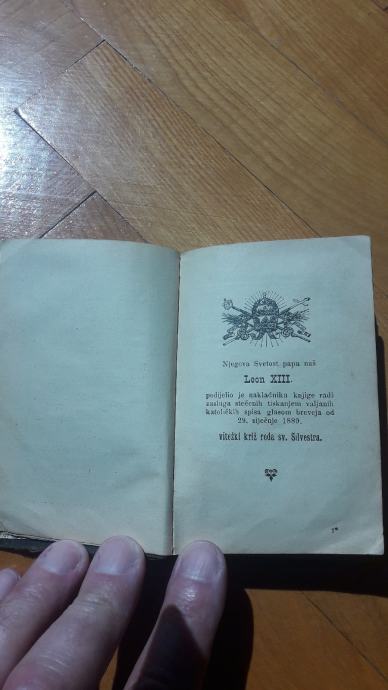 Njegova Svetost papa naš
Leon XIII.
podijelio je nakladniku knjige radi
zasluga stečenih tiskanjem valjanih
katoličkih spisa glasom breveja od
29. siječnje 1889.
viteški križ reda sv. Silvestra.